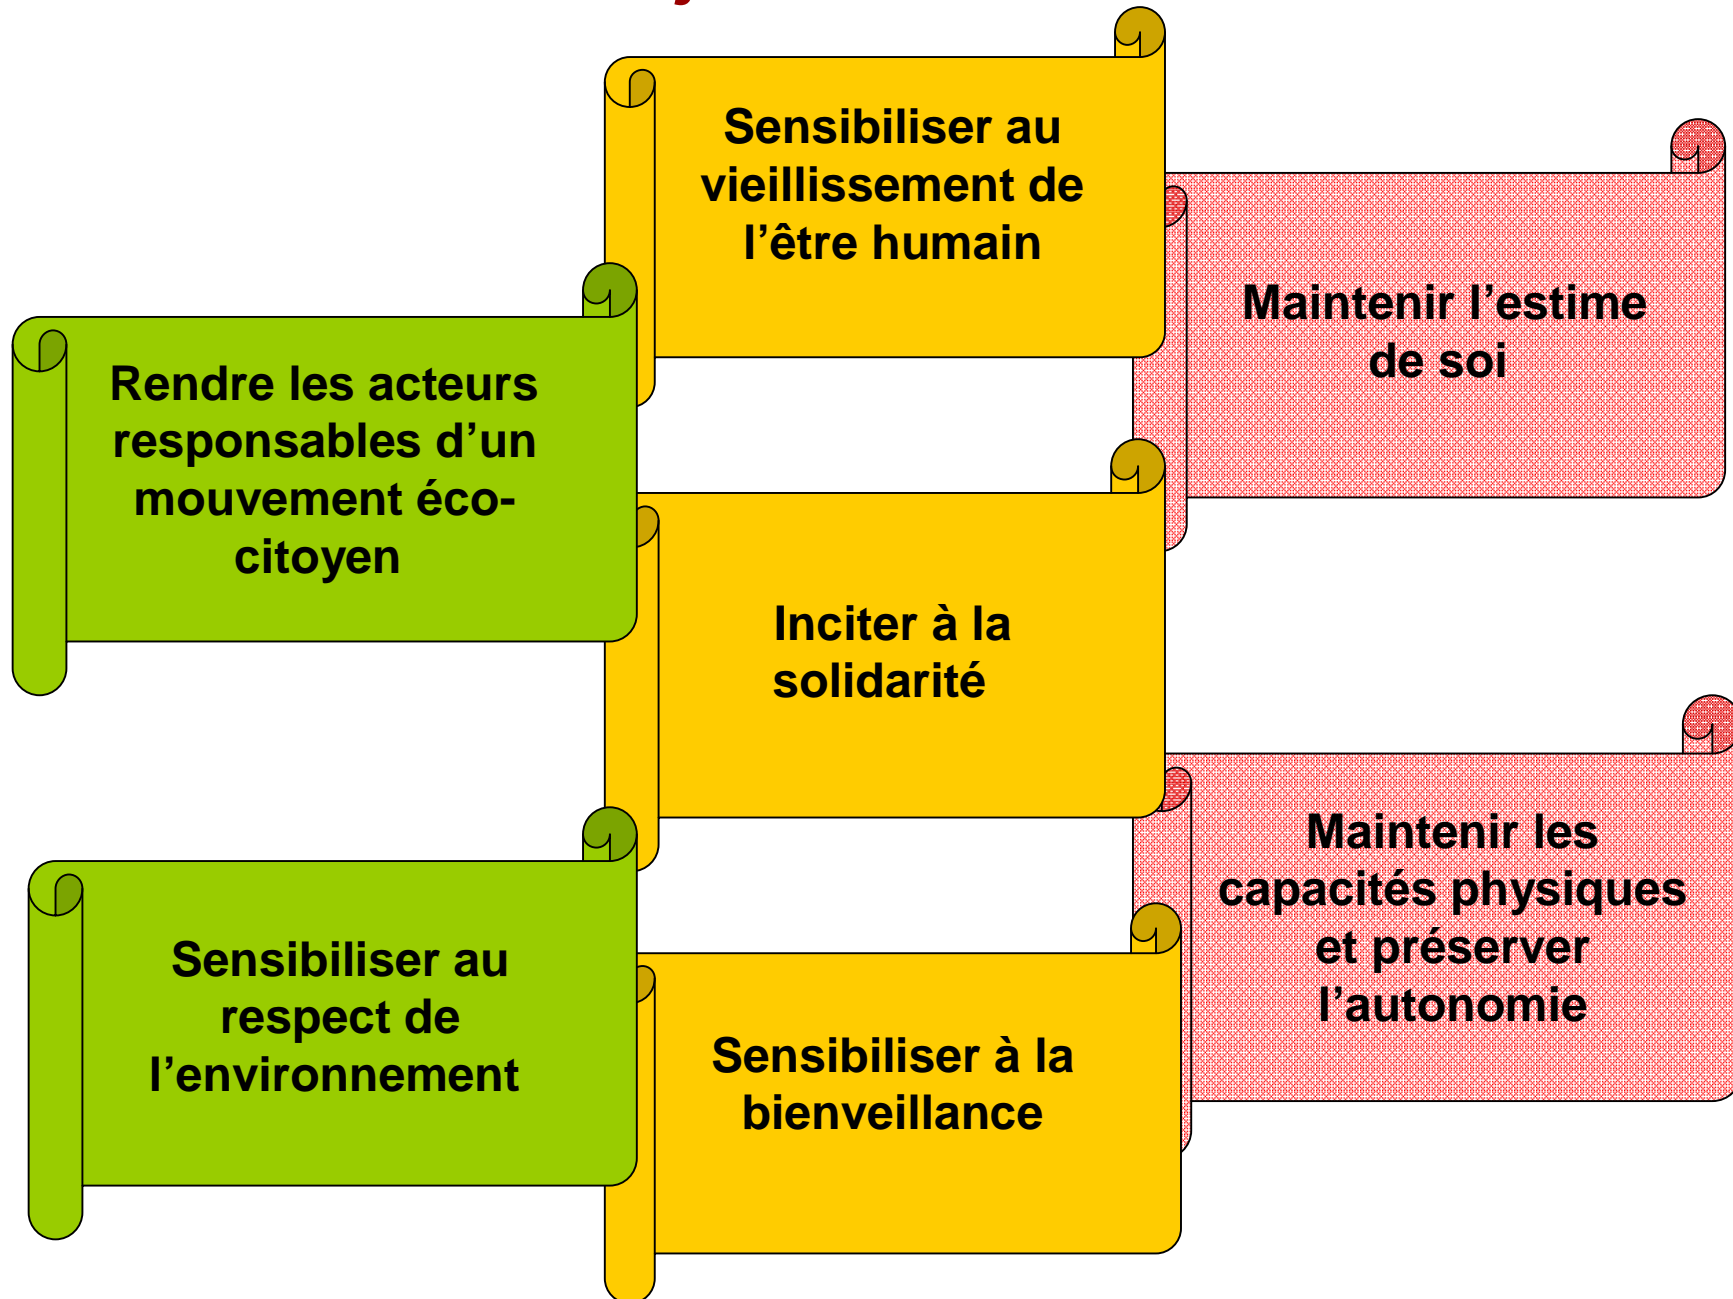 Sensibiliser au
vieillissement de
l’être humain
Maintenir l’estime
de soi
Rendre les acteurs
responsables d’un
mouvement éco-
citoyen
Inciter à la
solidarité
Maintenir les
capacités physiques
et préserver
l’autonomie
Sensibiliser au
respect de
l’environnement
Sensibiliser à la
bienveillance